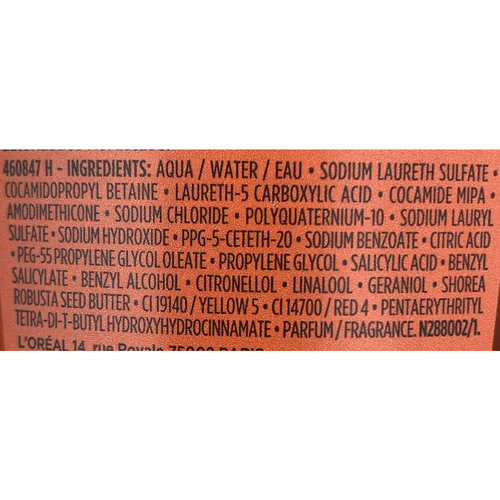 460847 H - INGREDIENTS: AQUA / WATER / EAU • SODIUM LAURETH SULFATE •
COCAMIDOPROPYL BETAINE • LAURETH-5 CARBOXYLIC ACID • COCAMIDE MIPA •
AMODIMETHICONE • SODIUM CHLORIDE • POLYQUATERNIUM-10 • SODIUM LAURYL
SULFATE • SODIUM HYDROXIDE • PPG-5-CETETH-20 • SODIUM BENZOATE • CITRIC ACID
• PEG-55 PROPYLENE GLYCOL OLEATE • PROPYLENE GLYCOL • SALICYLIC ACID • BENZYL
SALICYLATE • BENZYL ALCOHOL • CITRONELLOL • LINALOOL • GERANIOL • SHOREA
ROBUSTA SEED BUTTER • CI 19140 / YELLOW 5 • CI 14700 / RED 4 • PENTAERYTHRITYL
TETRA-DI-T-BUTYL HYDROXYHYDROCINNAMATE • PARFUM / FRAGRANCE. N288002/1.
L'ORÉAL 14, rue Royale 75008 PARIS